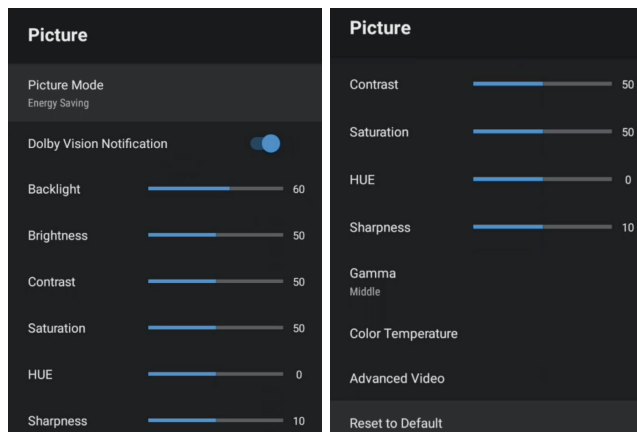 Picture
Picture Mode
Energy Saving
Dolby Vision Notification
Backlight 60
Brightness 50
Contrast 50
Saturation 50
HUE 0
Sharpness 10
Picture
Contrast 50
Saturation 50
HUE 0
Sharpness 10
Gamma
Middle
Color Temperature
Advanced Video
Reset to Default